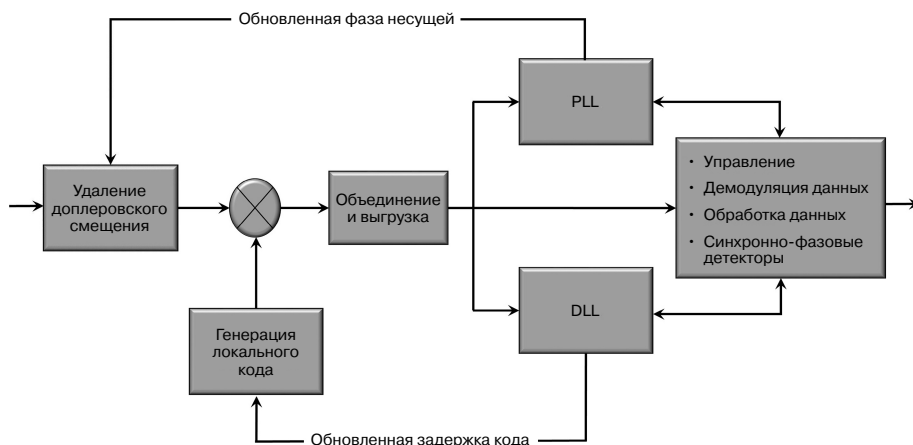 Обновленная фаза несущей
PLL
Удаление
доплеровского
смещения
Объединение
и выгрузка
• Управление
• Демодуляция данных
• Обработка данных
• Синхронно-фазовые
детекторы
Генерация
локального
кода
DLL
Обновленная задержка кода